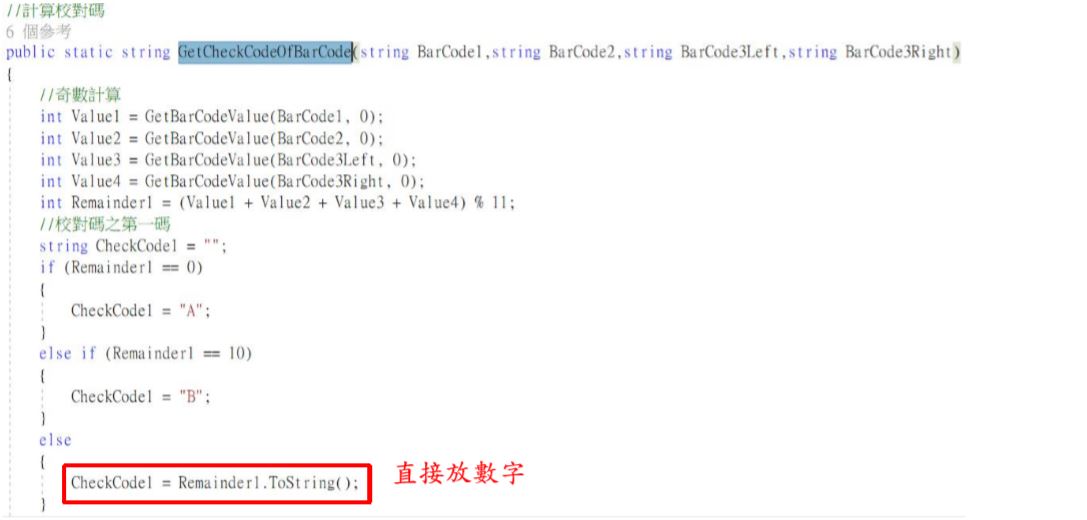 //計算校對碼
6 個參考
public static string GetCheckCodeOfBarCode(string BarCode1,string BarCode2,string BarCode3Left,string BarCode3Right)
{
//奇數計算
int Value1 = GetBarCodeValue(BarCode1, 0);
int Value2 = GetBarCodeValue(BarCode2, 0);
int Value3 = GetBarCodeValue(BarCode3Left, 0);
int Value4 = GetBarCodeValue(BarCode3Right, 0);
int Remainder1 = (Value1 + Value2 + Value3 + Value4) % 11;
//校對碼之第一碼
string CheckCode1 = "";
if (Remainder1 == 0)
{
CheckCode1 = "A";
}
else if (Remainder1 == 10)
{
CheckCode1 = "B";
}
else
{
CheckCode1 = Remainder1.ToString(); 直接放數字
}